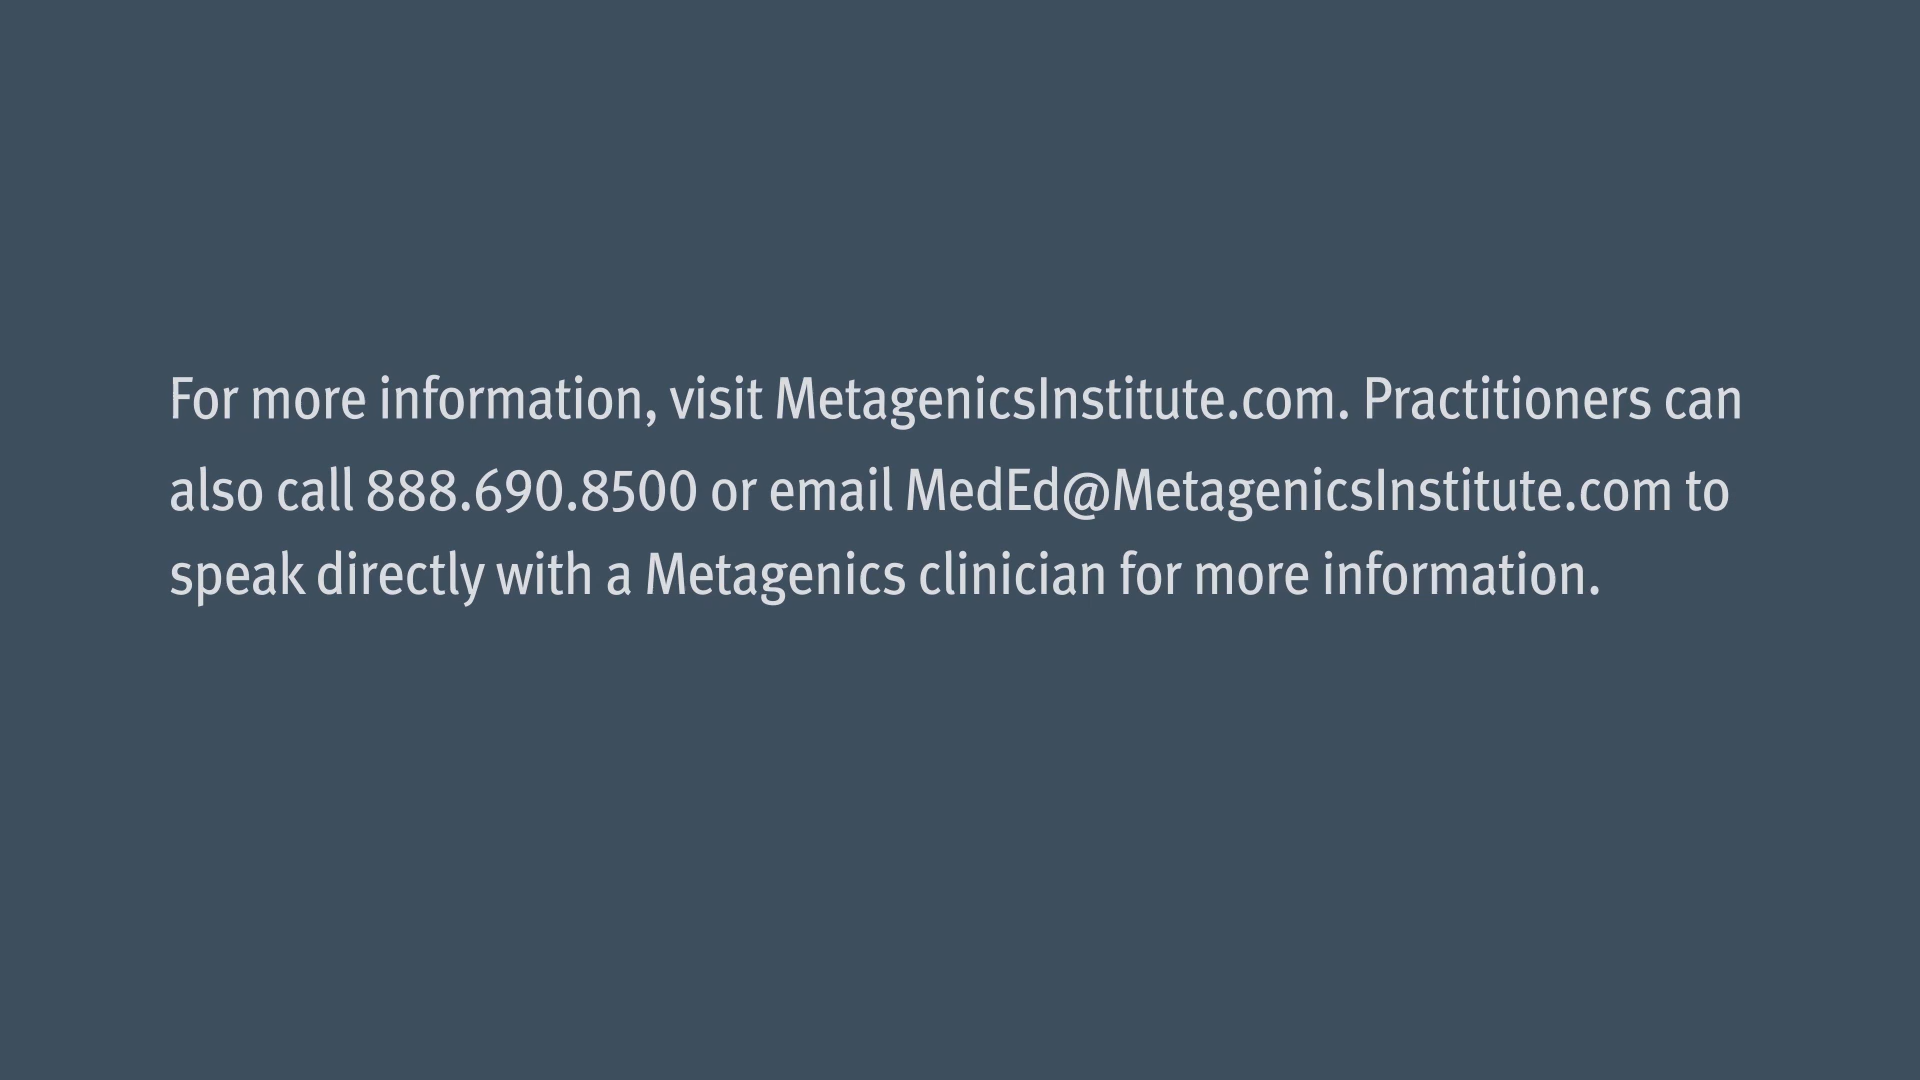 For more information, visit MetagenicsInstitute.com. Practitioners can
also call 888.690.8500 or email MedEd@MetagenicsInstitute.com to
speak directly with a Metagenics clinician for more information.